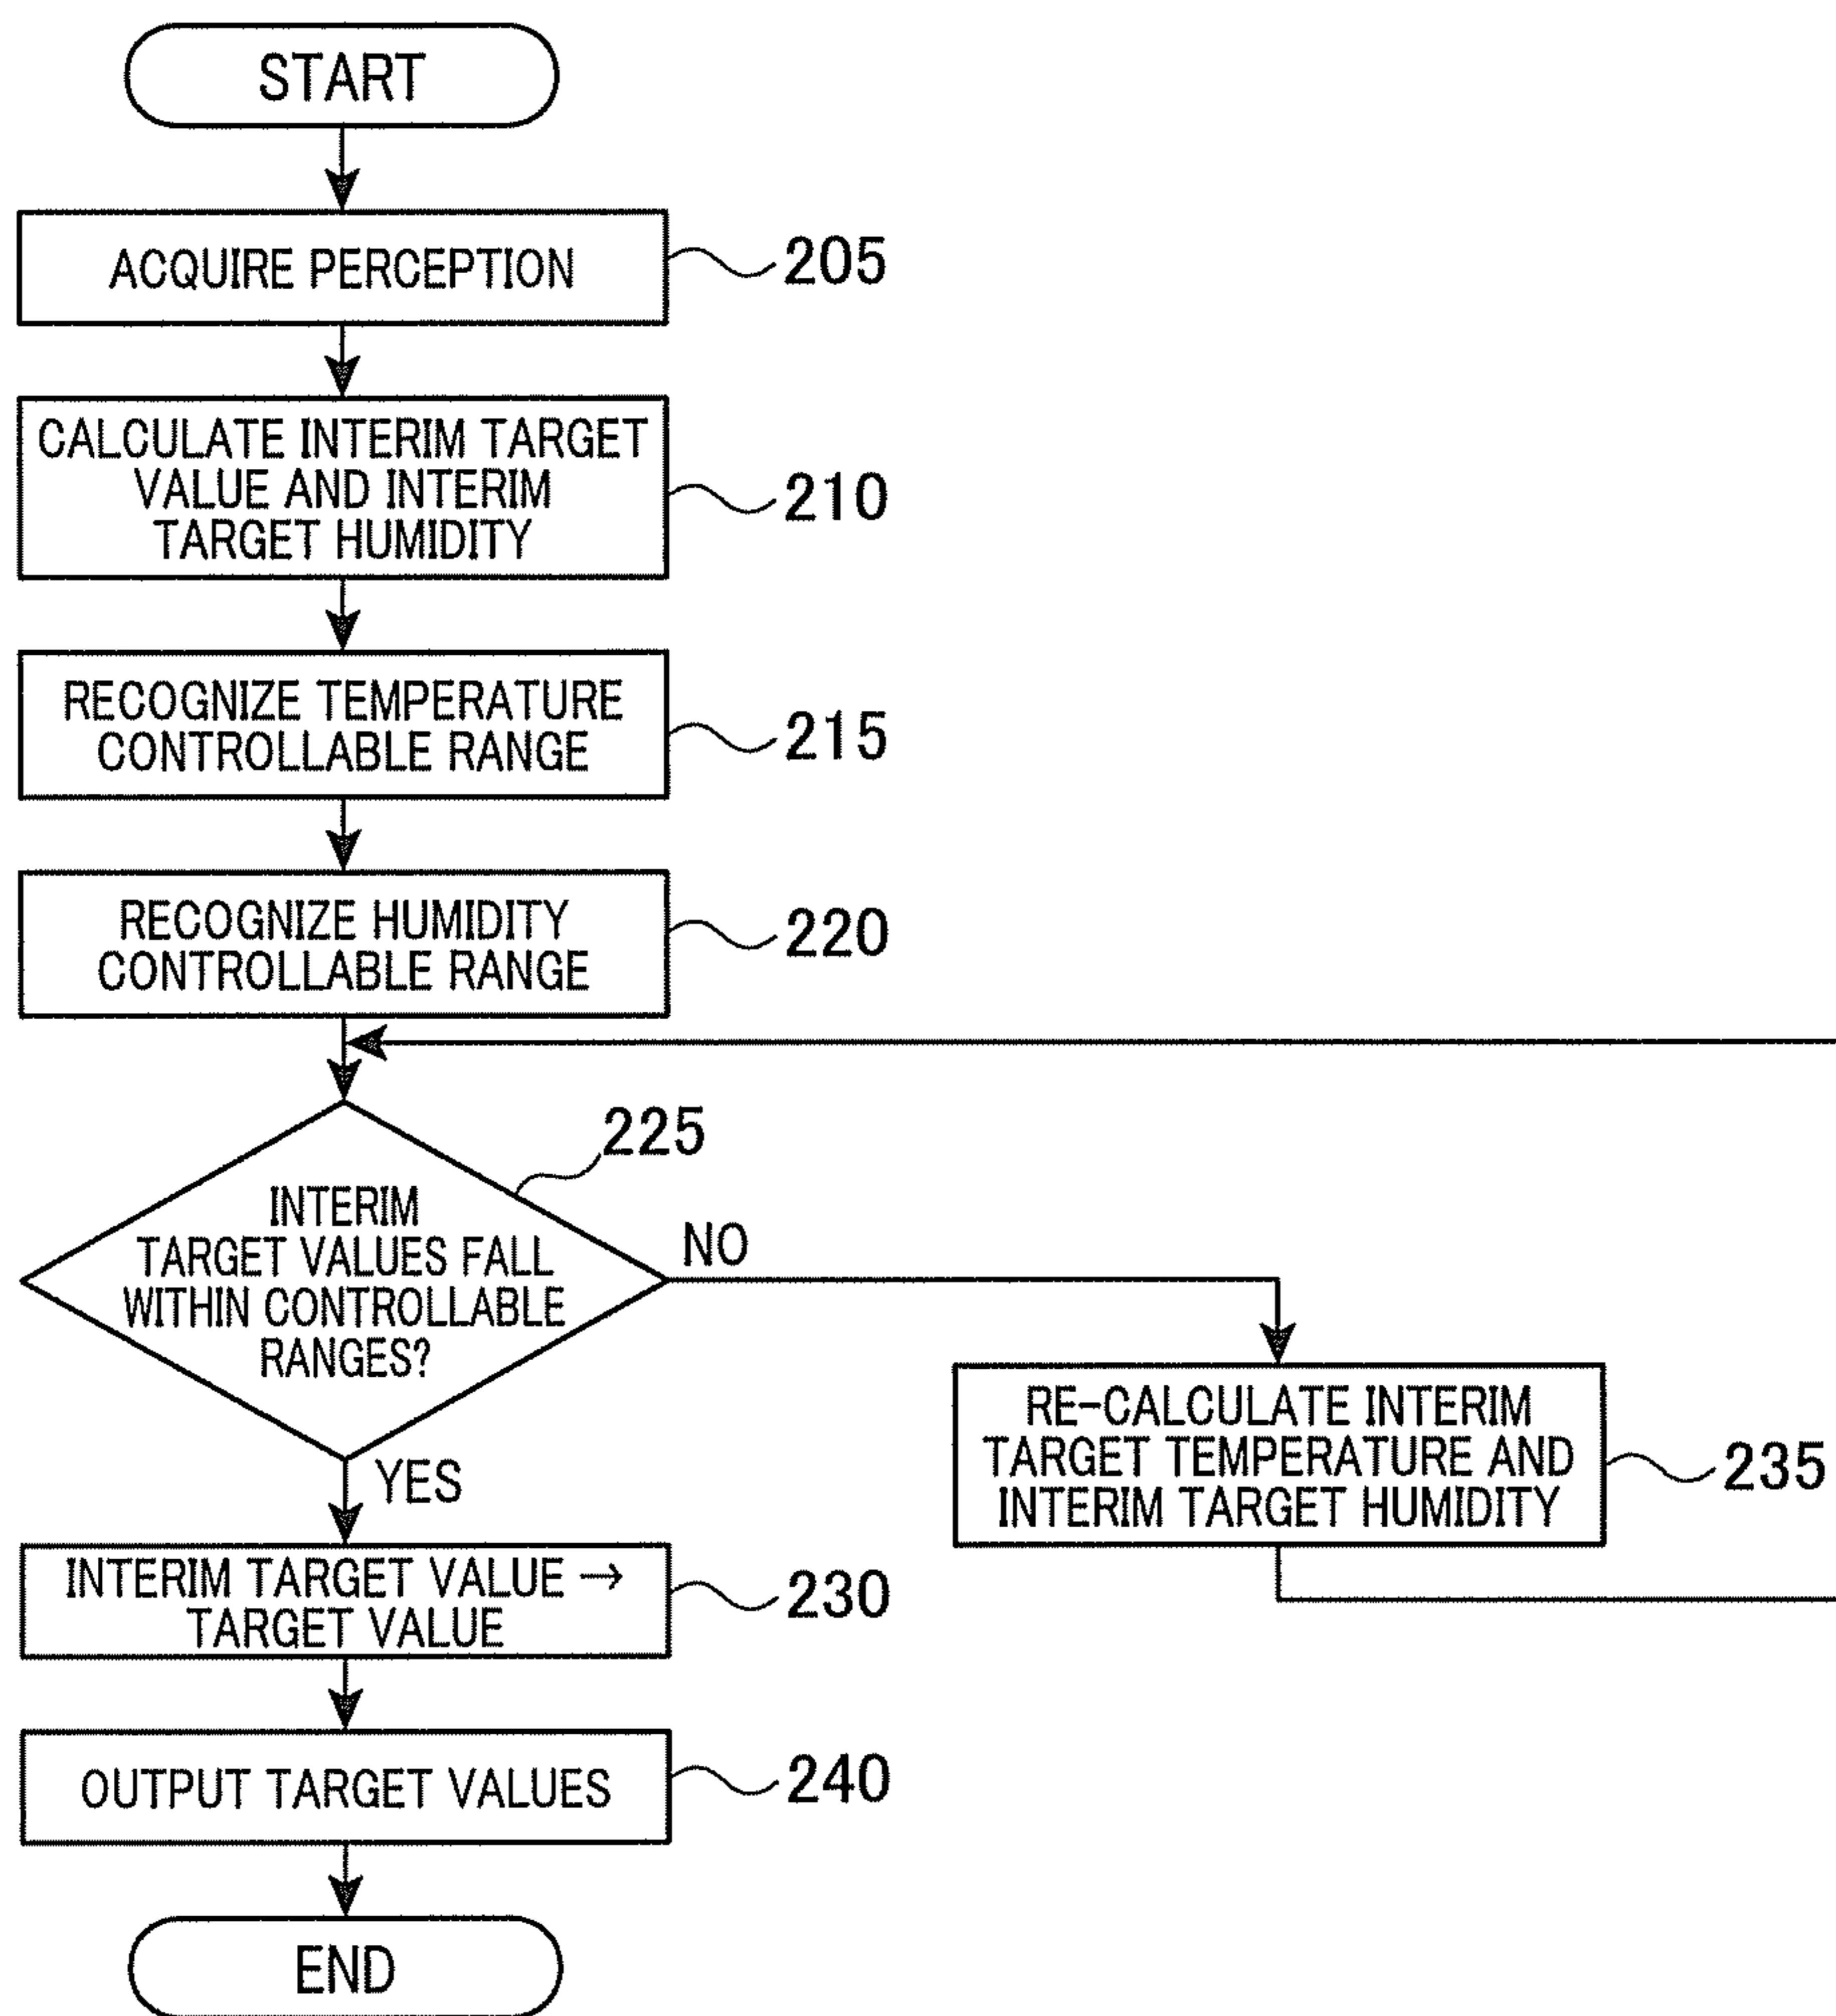 START
ACQUIRE PERCEPTION
205
CALCULATE INTERIM TARGET
VALUE AND INTERIM
TARGET HUMIDITY
210
RECOGNIZE TEMPERATURE
CONTROLLABLE RANGE
215
RECOGNIZE HUMIDITY
CONTROLLABLE RANGE
220
225
INTERIM
TARGET VALUES FALL
WITHIN CONTROLLABLE
RANGES?
NO
YES
RE-CALCULATE INTERIM
TARGET TEMPERATURE AND
INTERIM TARGET HUMIDITY
235
INTERIM TARGET VALUE →
TARGET VALUE
230
OUTPUT TARGET VALUES
240
END